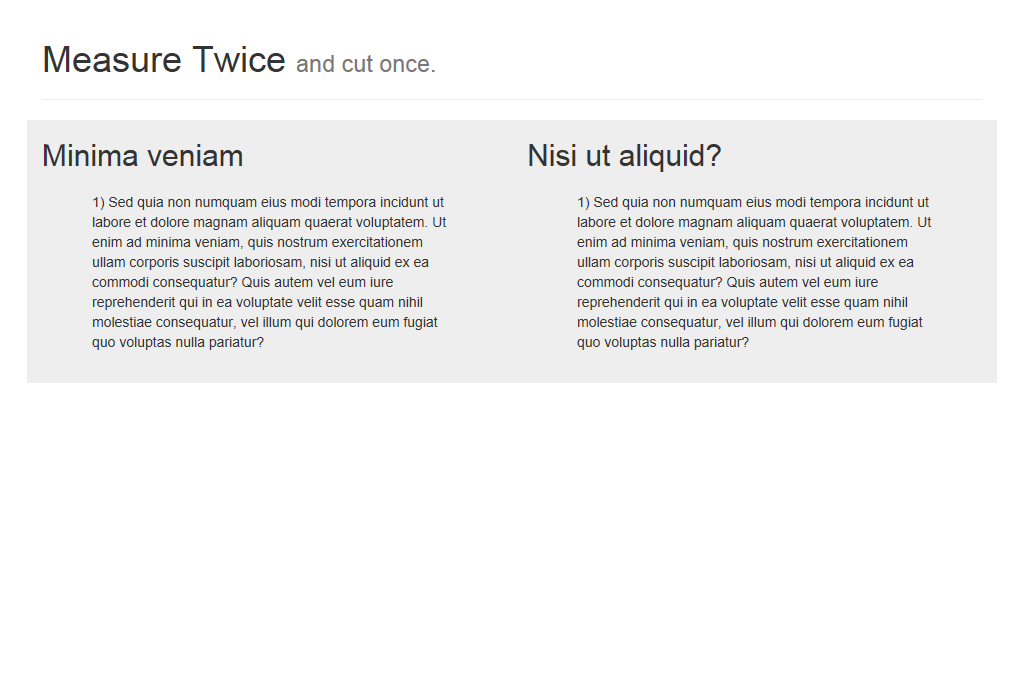 Measure Twice and cut once.
Minima veniam
1) Sed quia non numquam eius modi tempora incidunt ut
labore et dolore magnam aliquam quaerat voluptatem. Ut
enim ad minima veniam, quis nostrum exercitationem
ullam corporis suscipit laboriosam, nisi ut aliquid ex ea
commodi consequatur? Quis autem vel eum iure
reprehenderit qui in ea voluptate velit esse quam nihil
molestiae consequatur, vel illum qui dolorem eum fugiat
quo voluptas nulla pariatur?
Nisi ut aliquid?
1) Sed quia non numquam eius modi tempora incidunt ut
labore et dolore magnam aliquam quaerat voluptatem. Ut
enim ad minima veniam, quis nostrum exercitationem
ullam corporis suscipit laboriosam, nisi ut aliquid ex ea
commodi consequatur? Quis autem vel eum iure
reprehenderit qui in ea voluptate velit esse quam nihil
molestiae consequatur, vel illum qui dolorem eum fugiat
quo voluptas nulla pariatur?